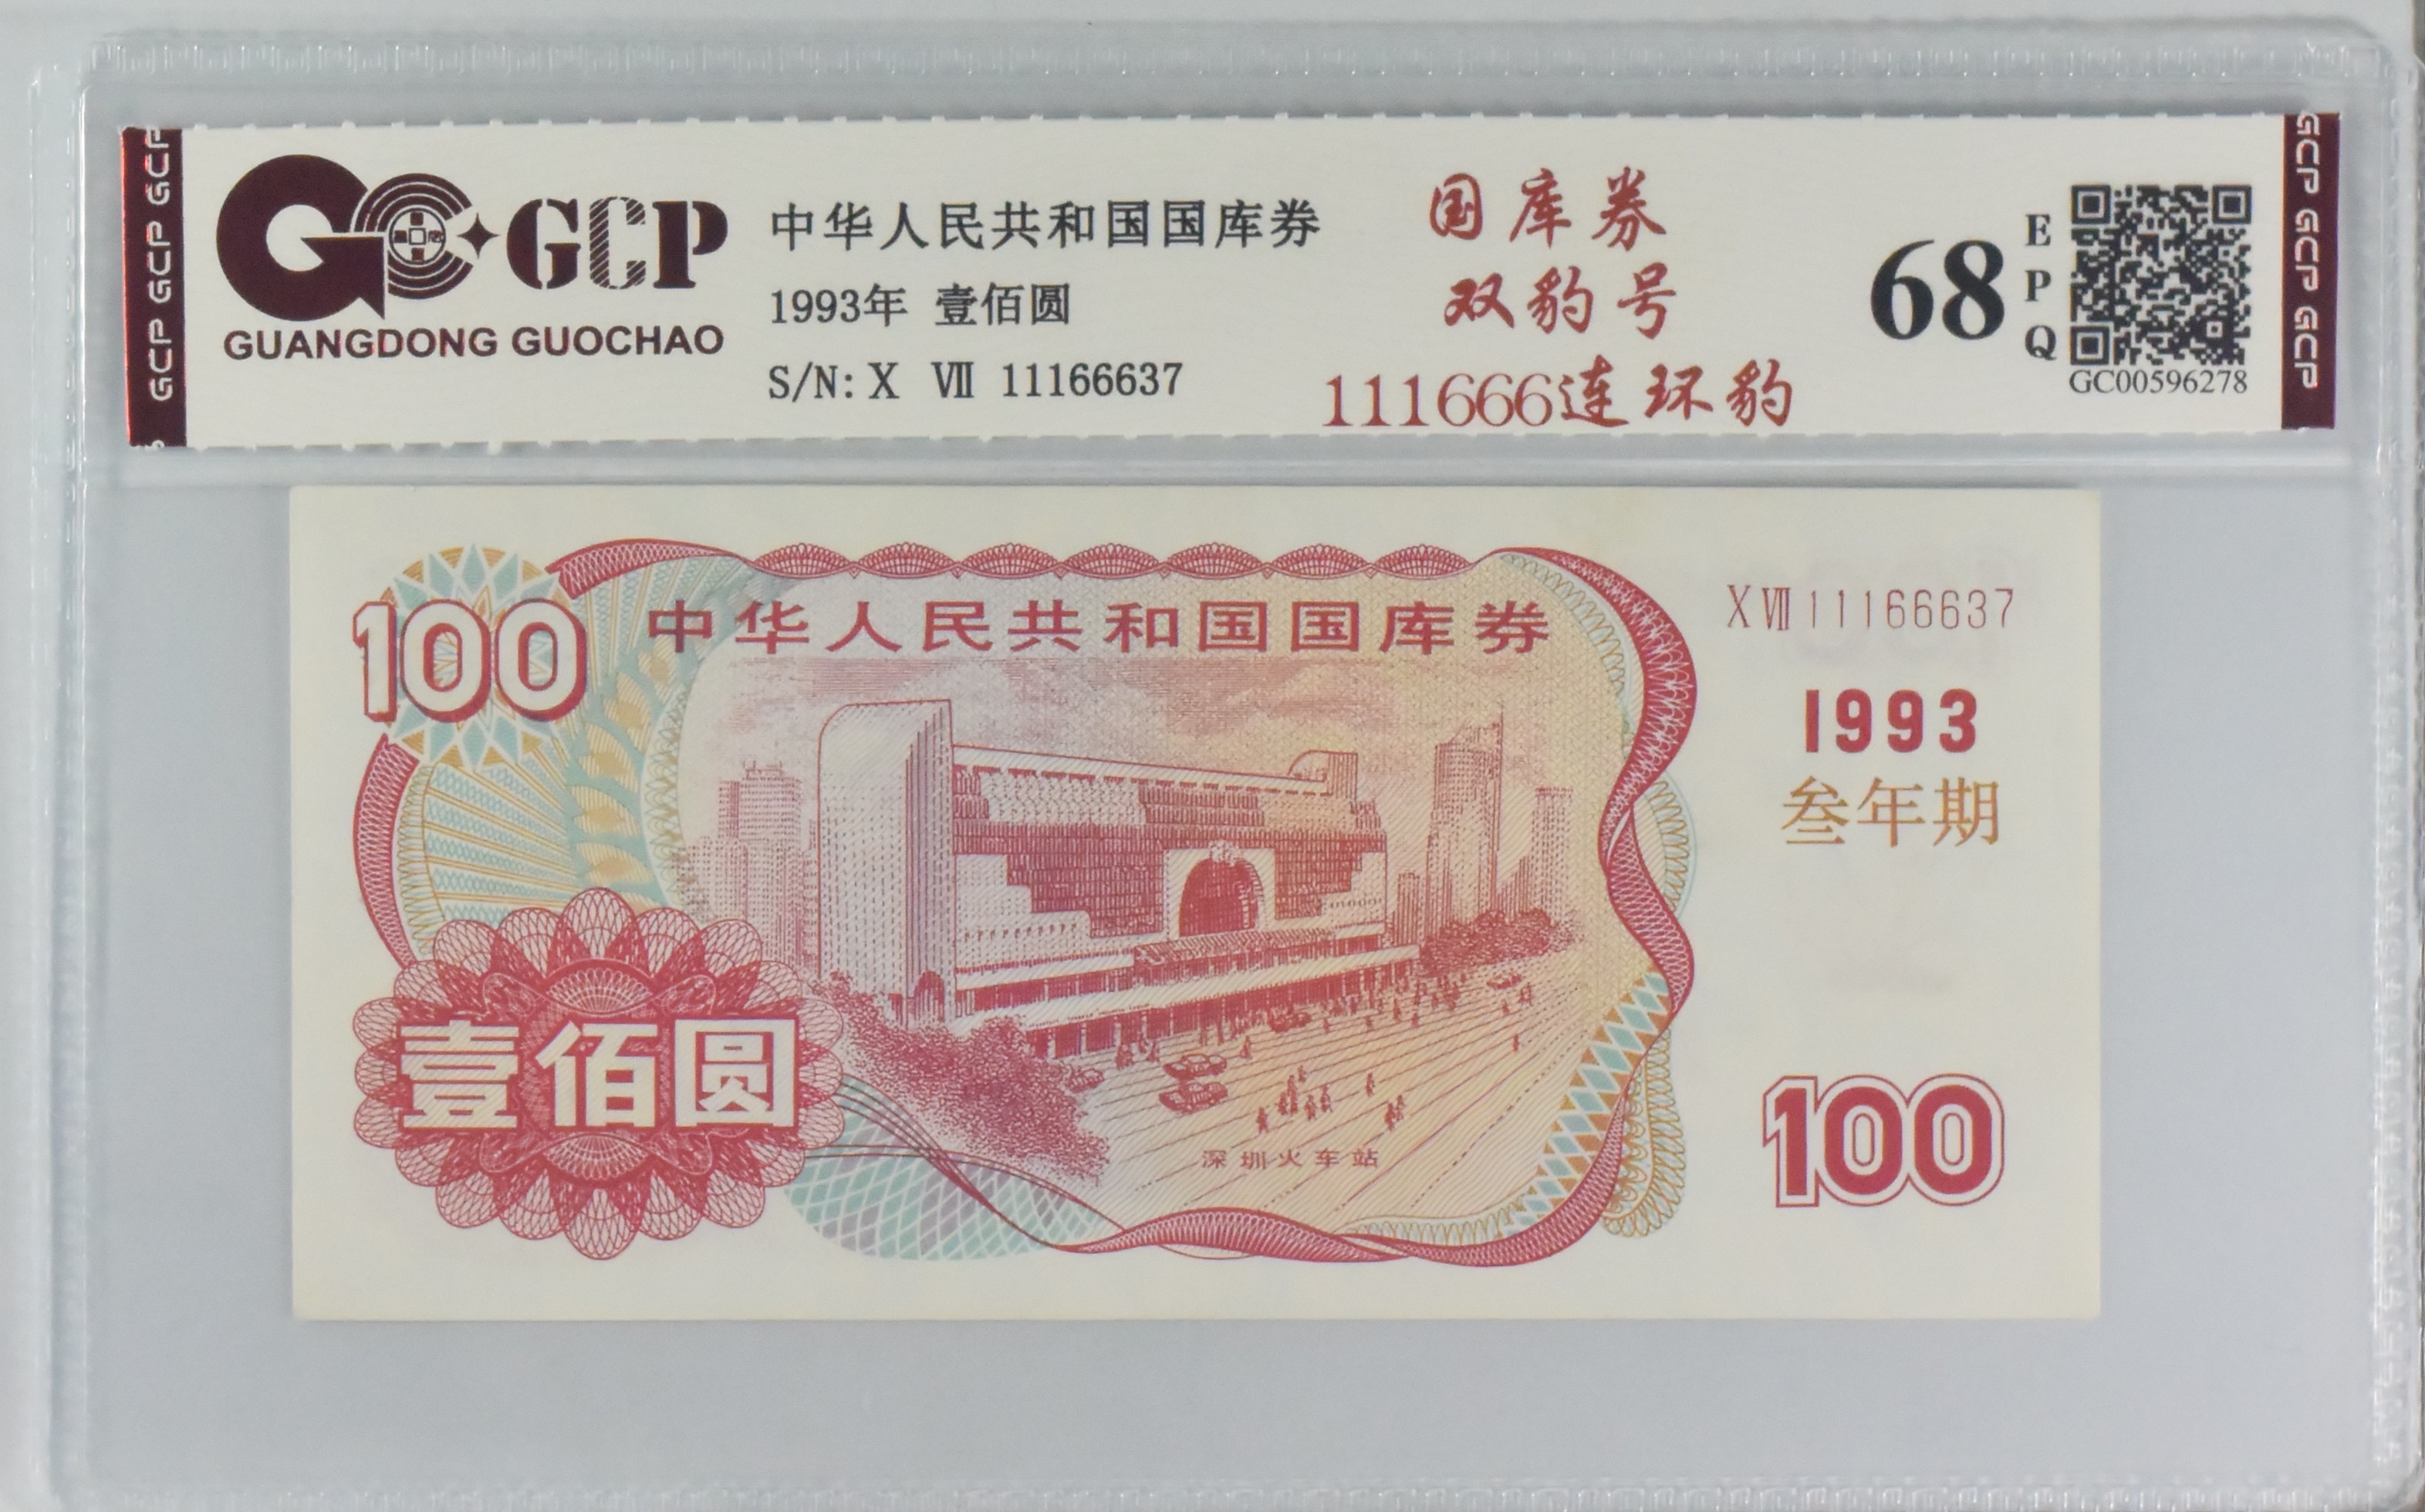 GCP GCP GCP
GCP
GUANGDONG GUOCHAO
中华人民共和国国库券
1993年 壹佰圆
S/N: X Ⅶ 11166637
国库券
双豹号
111666连环豹
68
EPQ
GC00596278
GCP GCP GCP
100
中华人民共和国国库券
XⅦ11166637
1993
叁年期
壹佰圆
深圳火车站
100